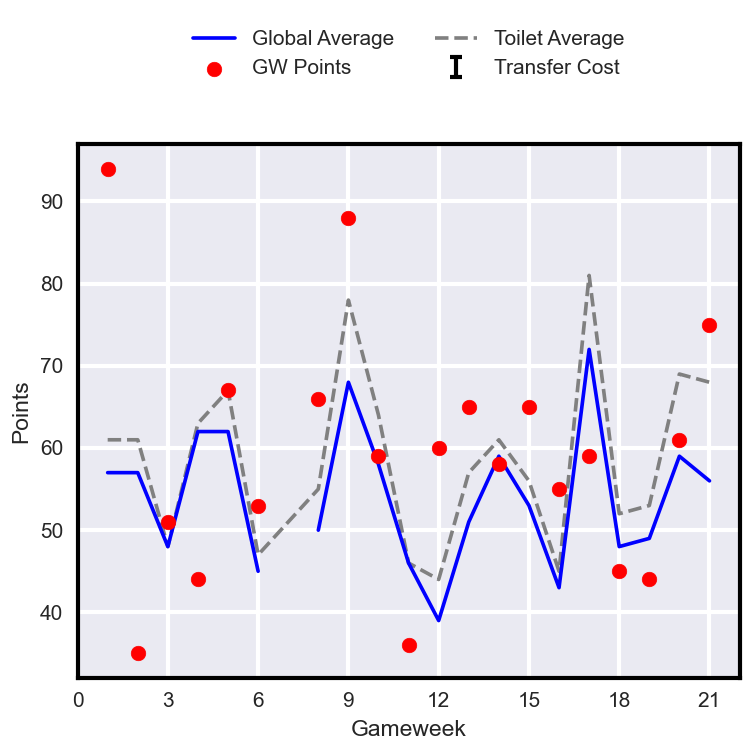 Global Average
Toilet Average
GW Points
Transfer Cost
90
80
70
60
50
40
Points
0 3 6 9 12 15 18 21
Gameweek